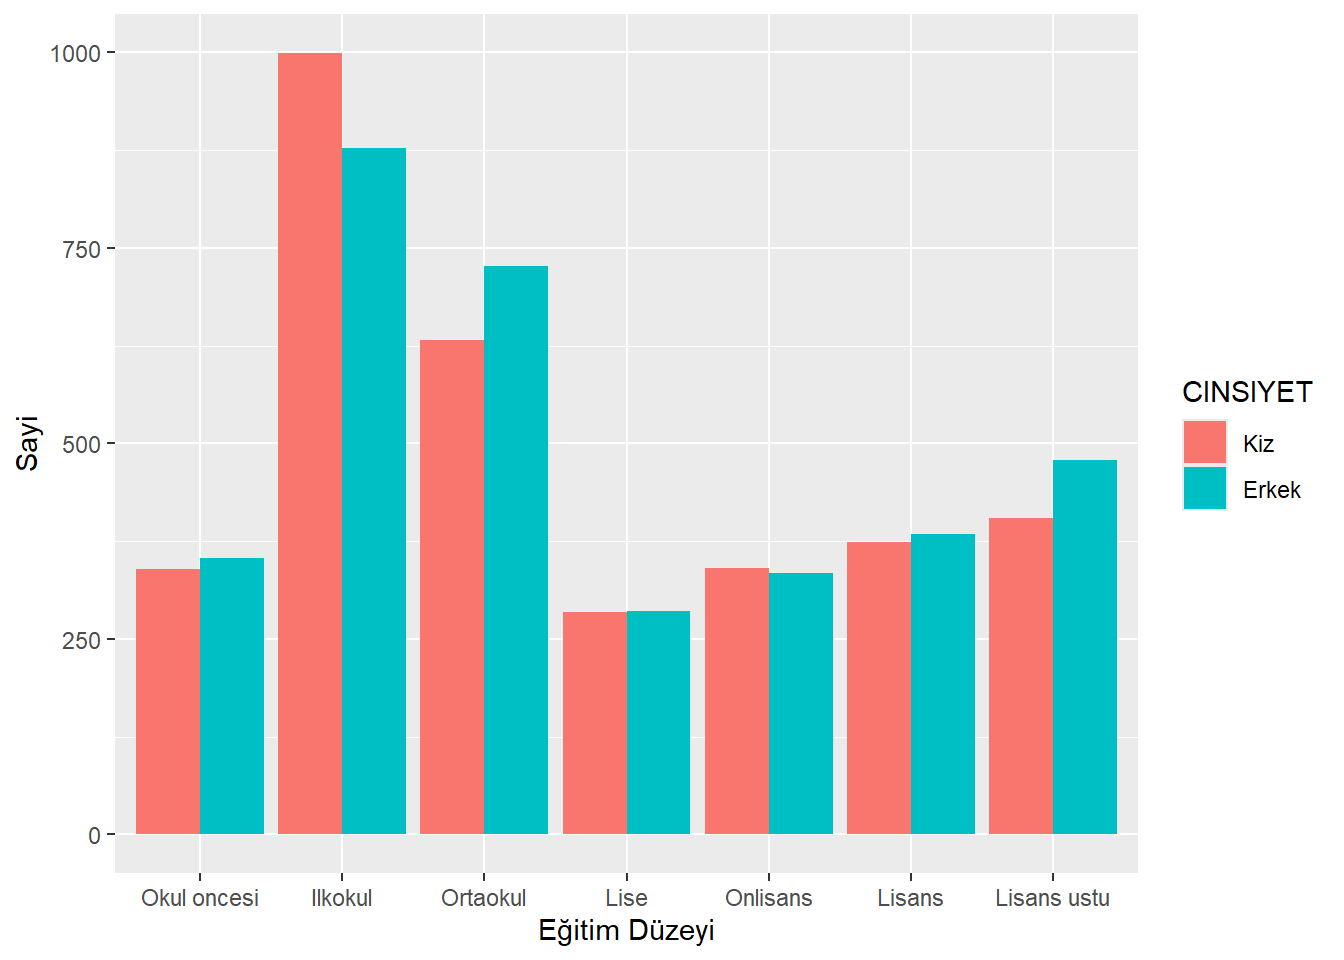 1000
750
500
250
0
Sayi
Okul oncesi
Ilkokul
Ortaokul
Lise
Onlisans
Lisans
Lisans ustu
Eğitim Düzeyi
CINSIYET
Kiz
Erkek